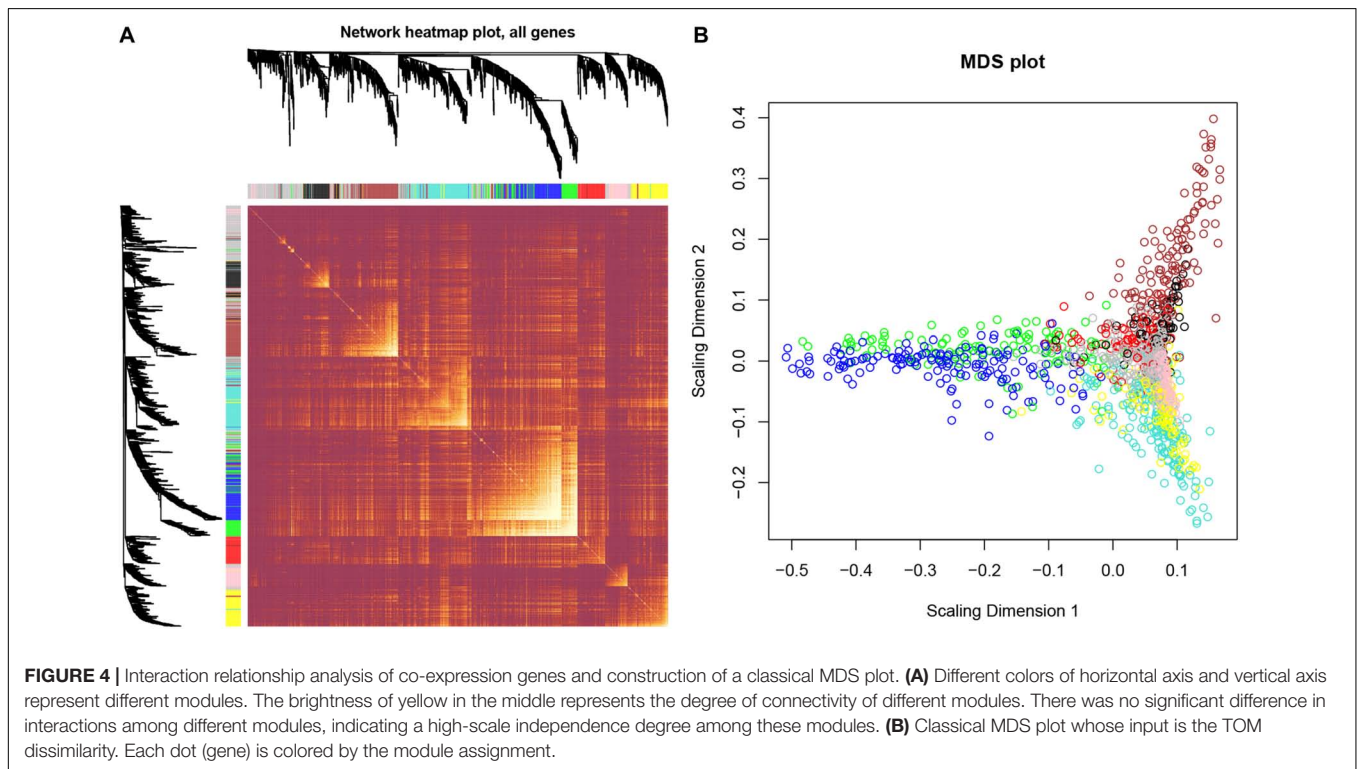 A
Network heatmap plot, all genes
B
MDS plot
Scaling Dimension 2
0.4
0.3
0.2
0.1
0.0
−0.1
−0.2
−0.5 −0.4 −0.3 −0.2 −0.1 0.0 0.1
Scaling Dimension 1
FIGURE 4 | Interaction relationship analysis of co-expression genes and construction of a classical MDS plot. (A) Different colors of horizontal axis and vertical axis
represent different modules. The brightness of yellow in the middle represents the degree of connectivity of different modules. There was no significant difference in
interactions among different modules, indicating a high-scale independence degree among these modules. (B) Classical MDS plot whose input is the TOM
dissimilarity. Each dot (gene) is colored by the module assignment.